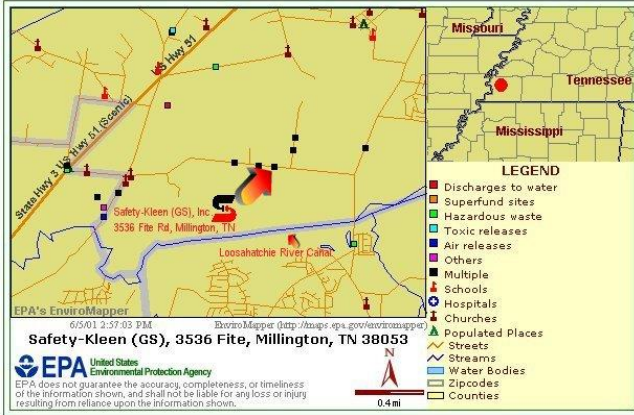 US Hwy 51
State Hwy 3 US Hwy 51 (Scenic)
Safety-Kleen (GS), Inc
3536 Fite Rd, Millington, TN
Loosahatchie River Canal
EPA's EnviroMapper
6/5/01 2:57:03 PM
EnviroMapper (http://maps.epa.gov/enviromapper)
Safety-Kleen (GS), 3536 Fite, Millington, TN 38053
EPA
United States
Environmental Protection Agency
EPA does not guarantee the accuracy, completeness, or timeliness
of the information shown, and shall not be liable for any loss or injury
resulting from reliance upon the information shown.
N
0.4 mi
Missouri
Tennessee
Mississippi
LEGEND
Discharges to water
Superfund sites
Hazardous waste
Toxic releases
Air releases
Others
Multiple
Schools
Hospitals
Churches
Populated Places
Streets
Streams
Water Bodies
Zipcodes
Counties